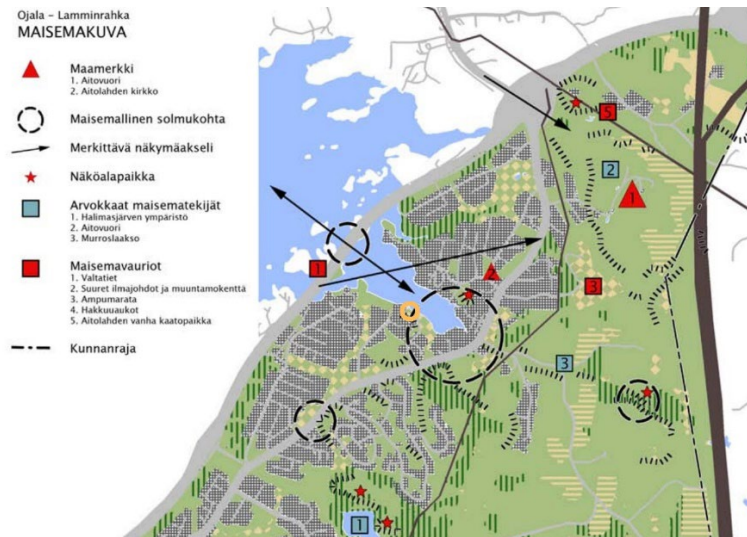 Ojala – Lamminrahka
MAISEMAKUVA
Maamerkki
1. Aitovuori
2. Aitolahden kirkko
Maisemallinen solmukohta
Merkittävä näkymäakseli
Näköalapaikka
Arvokkaat maisematekijät
1. Halimasjärven ympäristö
2. Aitovuori
3. Murroslaakso
Maisemavauriot
1. Valtatiet
2. Suuret ilmajohdot ja muuntamokenttä
3. Ampumarata
4. Hakkuuaukot
5. Aitolahden vanha kaatopaikka
Kunnanraja
5
2
1
1
2
3
3
1